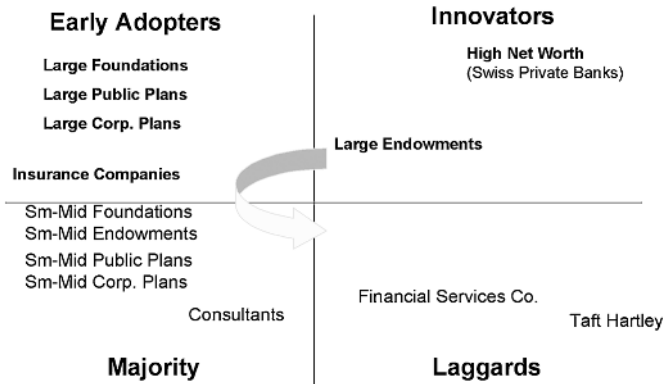 Early Adopters
Large Foundations
Large Public Plans
Large Corp. Plans
Insurance Companies
Innovators
High Net Worth
(Swiss Private Banks)
Large Endowments
Sm-Mid Foundations
Sm-Mid Endowments
Sm-Mid Public Plans
Sm-Mid Corp. Plans
Consultants
Majority
Financial Services Co.
Taft Hartley
Laggards